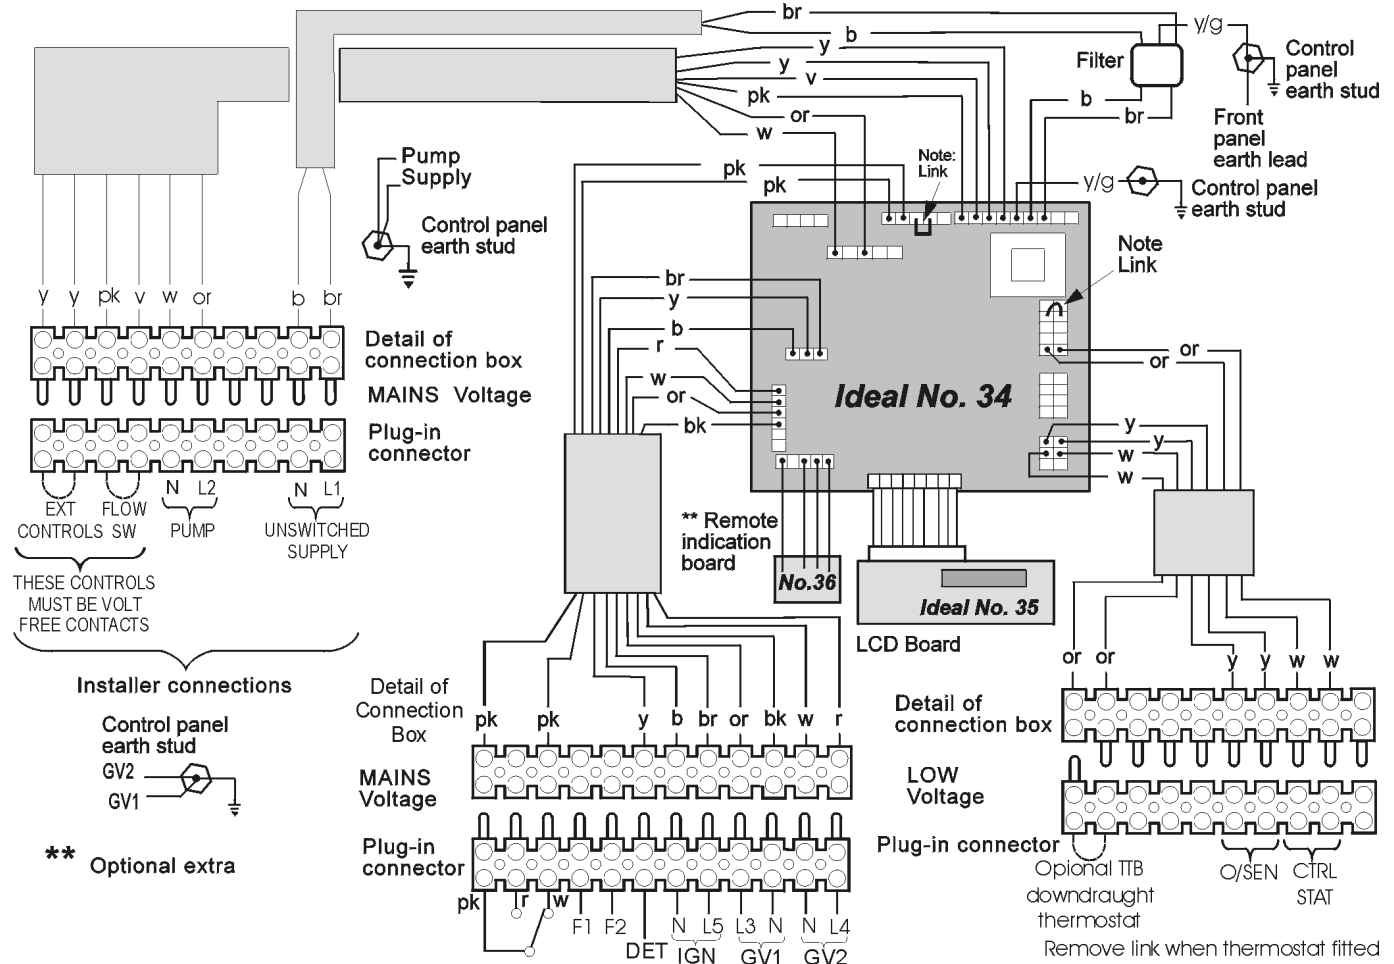 br
b
y
y
v
pk
or
w
y/g
Filter
b
br
Control
panel
earth stud
Front
panel
earth lead
y/g
Control panel
earth stud
Pump
Supply
Control panel
earth stud
pk
pk
Note:
Link
Note
Link
y y pk v w or b br
Detail of
connection box
MAINS Voltage
Plug-in
connector
EXT
CONTROLS
FLOW
SW
N L2
PUMP
N L1
UNSWITCHED
SUPPLY
THESE CONTROLS
MUST BE VOLT
FREE CONTACTS
Installer connections
Control panel
earth stud
GV2
GV1
** Optional extra
br
y
b
r
w
or
bk
Ideal No. 34
or
or
y
y
w
w
** Remote
indication
board
No.36
Ideal No. 35
LCD Board
Detail of
Connection
Box
pk pk y b br or bk w r
MAINS
Voltage
Plug-in
connector
pk r w F1 F2 DET N L5 L3 N N L4
IGN GV1 GV2
or or y y w w
Detail of
connection box
LOW
Voltage
Plug-in connector
Opional TTB
downdraught
thermostat
O/SEN
CTRL
STAT
Remove link when thermostat fitted